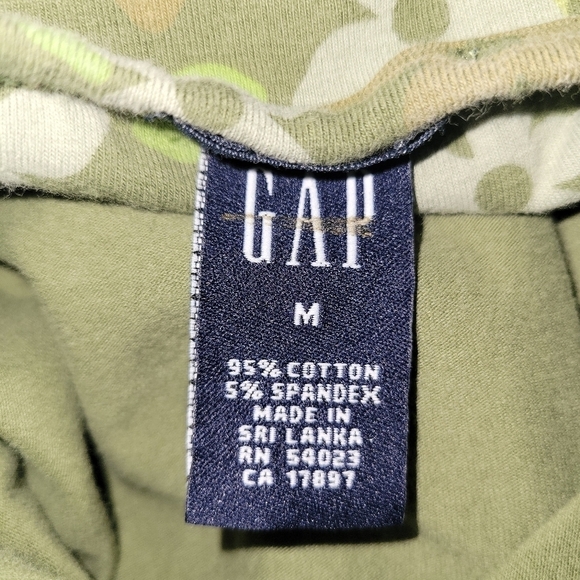 GAP
M
95% COTTON
5% SPANDEX
MADE IN
SRI LANKA
RN 54023
CA 17897